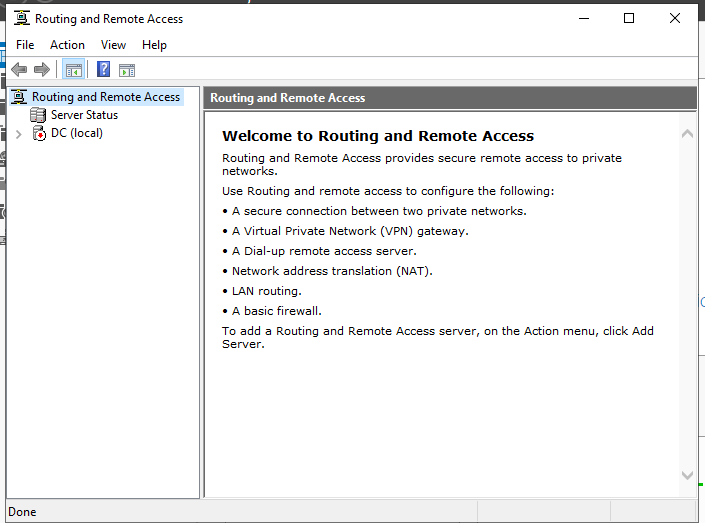 Routing and Remote Access
File Action View Help
Routing and Remote Access
Server Status
DC (local)
Routing and Remote Access
Welcome to Routing and Remote Access
Routing and Remote Access provides secure remote access to private
networks.
Use Routing and remote access to configure the following:
• A secure connection between two private networks.
• A Virtual Private Network (VPN) gateway.
• A Dial-up remote access server.
• Network address translation (NAT).
• LAN routing.
• A basic firewall.
To add a Routing and Remote Access server, on the Action menu, click Add
Server.
Done